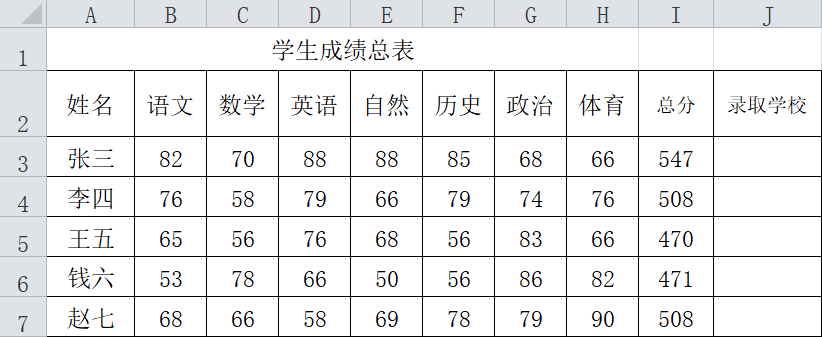 A B C D E F G H I J
1 学生成绩总表
2 姓名 语文 数学 英语 自然 历史 政治 体育 总分 录取学校
3 张三 82 70 88 88 85 68 66 547
4 李四 76 58 79 66 79 74 76 508
5 王五 65 56 76 68 56 83 66 470
6 钱六 53 78 66 50 56 86 82 471
7 赵七 68 66 58 69 78 79 90 508